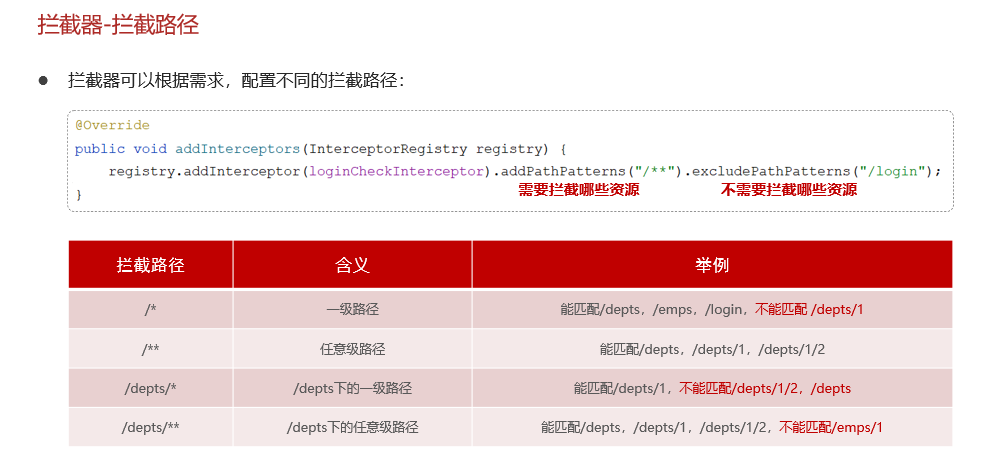 拦截器-拦截路径
● 拦截器可以根据需求，配置不同的拦截路径：
@Override
public void addInterceptors(InterceptorRegistry registry) {
registry.addInterceptor(loginCheckInterceptor).addPathPatterns("/**").excludePathPatterns("/login");
需要拦截哪些资源 不需要拦截哪些资源
}
拦截路径 含义 举例
/* 一级路径 能匹配/depts，/emps，/login，不能匹配 /depts/1
/** 任意级路径 能匹配/depts，/depts/1，/depts/1/2
/depts/* /depts下的一级路径 能匹配/depts/1，不能匹配/depts/1/2，/depts
/depts/** /depts下的任意级路径 能匹配/depts，/depts/1，/depts/1/2，不能匹配/emps/1